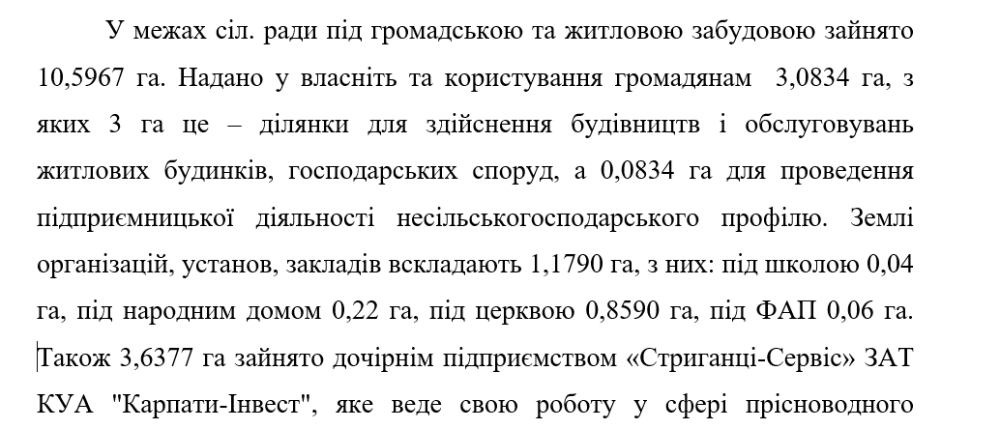 У межах сіл. ради під громадською та житловою забудовою зайнято
10,5967 га. Надано у власніть та користування громадянам 3,0834 га, з
яких 3 га це – ділянки для здійснення будівництв і обслуговувань
житлових будинків, господарських споруд, а 0,0834 га для проведення
підприємницької діяльності несільськогосподарського профілю. Землі
організацій, установ, закладів вскладають 1,1790 га, з них: під школою 0,04
га, під народним домом 0,22 га, під церквою 0,8590 га, під ФАП 0,06 га.
Також 3,6377 га зайнято дочірнім підприємством «Стриганці-Сервіс» ЗАТ
КУА "Карпати-Інвест", яке веде свою роботу у сфері прісноводного